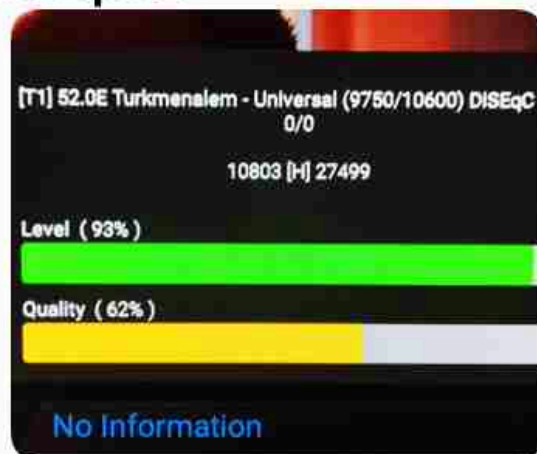 [T1] 52.0E Turkmenalem - Universal (9750/10600) DISEqC
0/0
10803 [H] 27499
Level ( 93% )
Quality ( 62% )
No Information